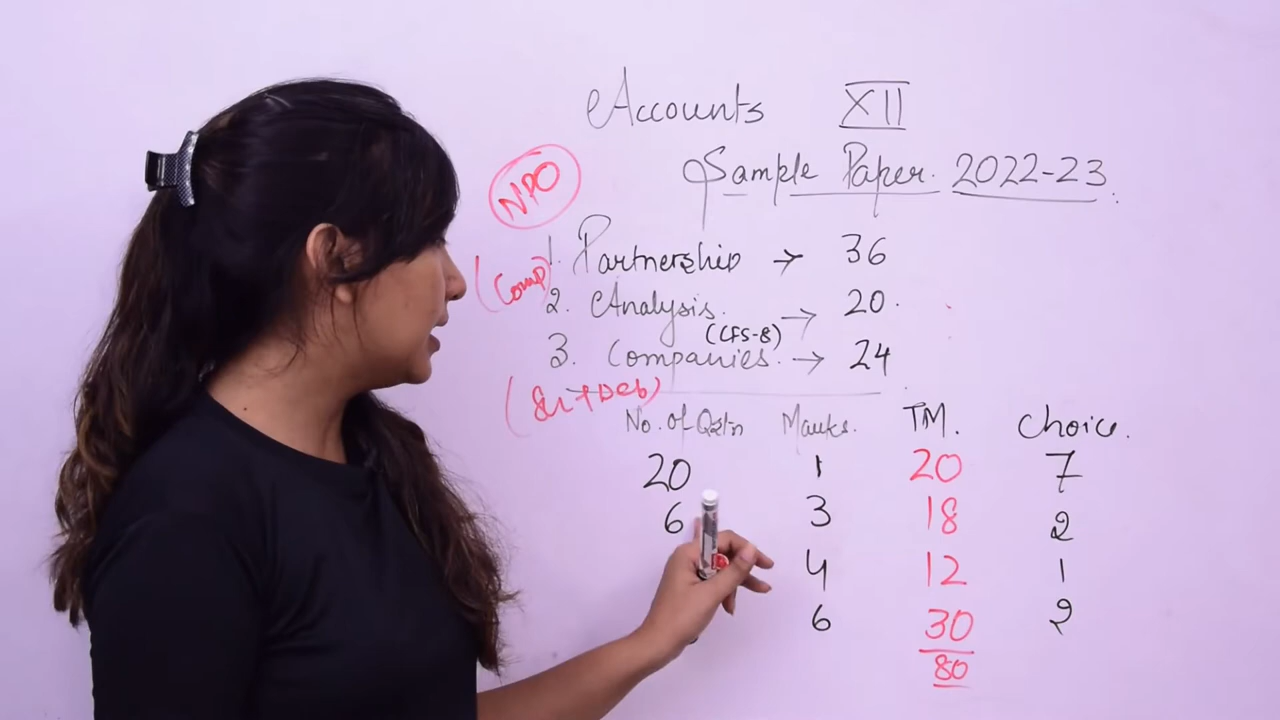 Accounts XII
Sample Paper. 2022-23.
NPO
1. Partnership → 36
(Comp)
2. Analysis. → 20.
(CFS-8)
3. Companies. → 24
(Sh + Deb)
No. of Qstn Marks. TM. Choice.
20 1 20 7
6 3 18 2
4 12 1
6 30 2
80